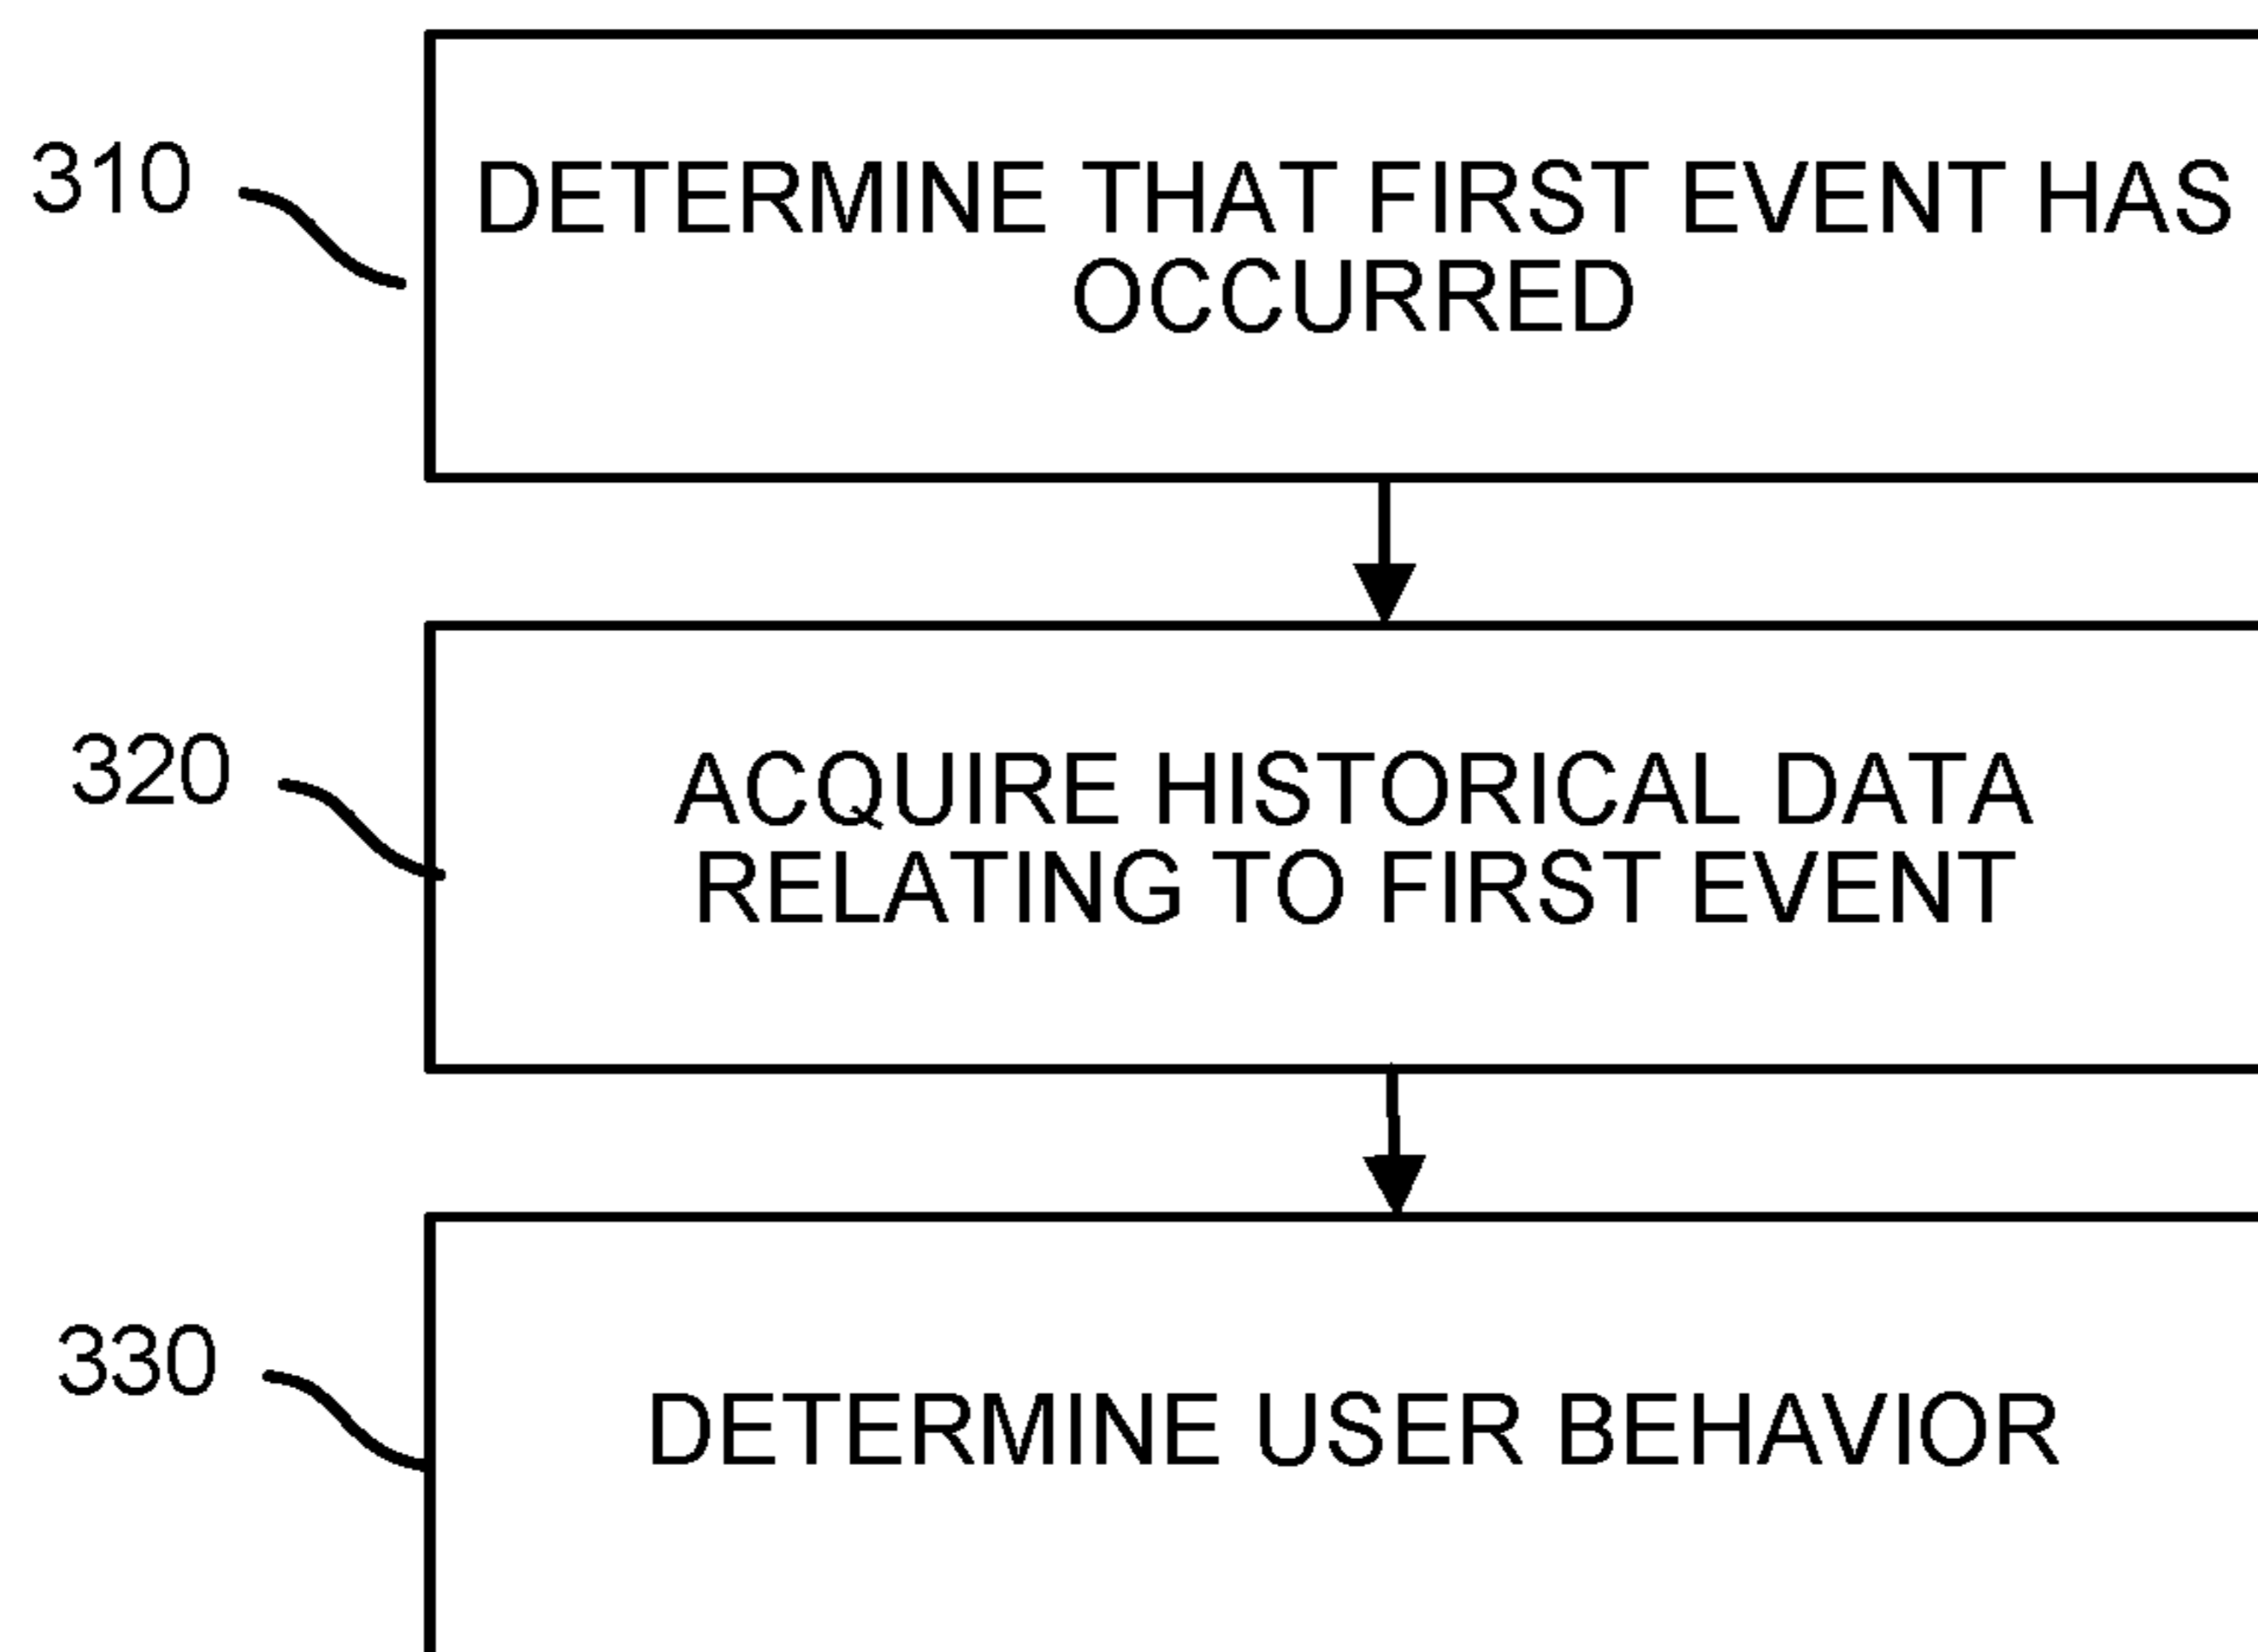 310
DETERMINE THAT FIRST EVENT HAS
OCCURRED
320
ACQUIRE HISTORICAL DATA
RELATING TO FIRST EVENT
330
DETERMINE USER BEHAVIOR